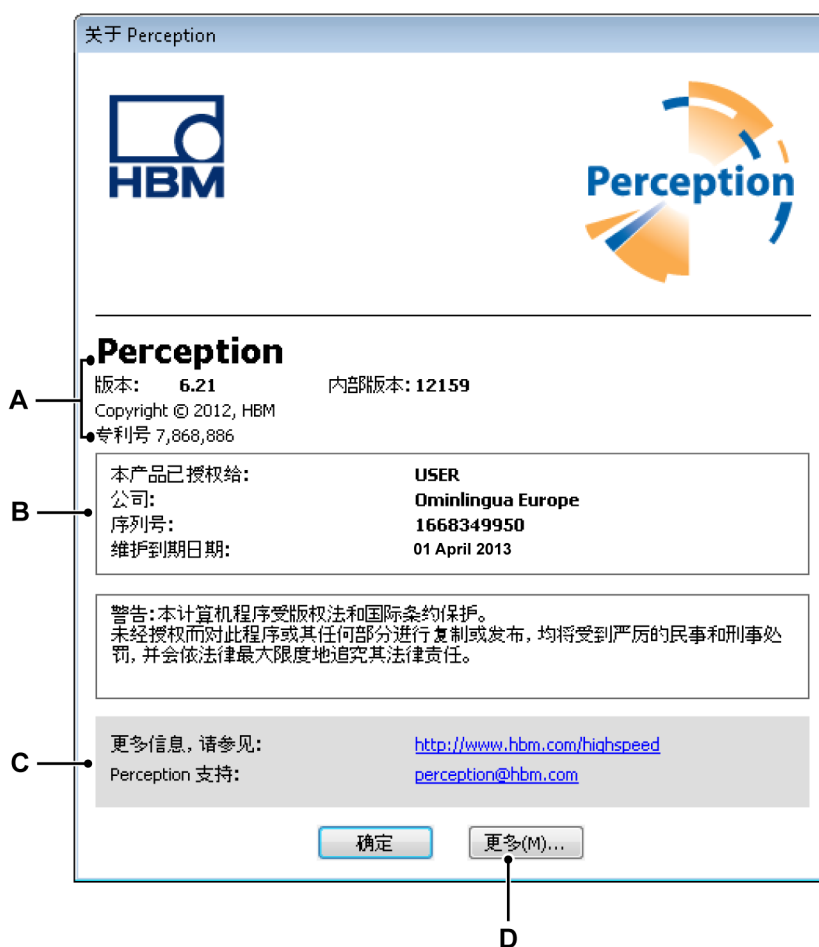 关于 Perception
HBM
Perception
Perception
版本: 6.21 内部版本: 12159
Copyright © 2012, HBM
专利号 7,868,886
A
本产品已授权给: USER
公司: Ominlingua Europe
序列号: 1668349950
维护到期日期: 01 April 2013
B
警告:本计算机程序受版权法和国际条约保护。
未经授权而对此程序或其任何部分进行复制或发布, 均将受到严厉的民事和刑事处
罚, 并会依法律最大限度地追究其法律责任。
更多信息, 请参见: http://www.hbm.com/highspeed
Perception 支持: perception@hbm.com
C
确定 更多(M)...
D